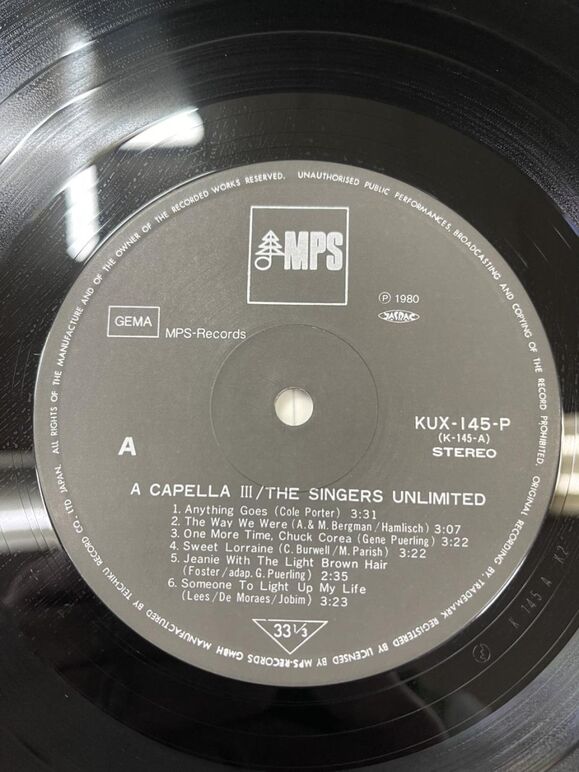 MPS
℗ 1980
JASRAC
GEMA
MPS-Records
KUX-145-P
(K-145-A)
STEREO
A
A CAPELLA III/THE SINGERS UNLIMITED
1. Anything Goes (Cole Porter) 3:31
2. The Way We Were (A.& M. Bergman/Hamlisch) 3:07
3. One More Time, Chuck Corea (Gene Puerling) 3:22
4. Sweet Lorraine (C. Burwell/M. Parish) 3:22
5. Jeanie With The Light Brown Hair
(Foster/adap. G. Puerling) 2:35
6. Someone To Light Up My Life
(Lees/De Moraes/Jobim) 3:23
33 1/3
ALL RIGHTS OF THE MANUFACTURE AND OF THE OWNER OF THE RECORDED WORKS RESERVED. UNAUTHORISED PUBLIC PERFORMANCES, BROADCASTING AND COPYING OF THE RECORD PROHIBITED. ORIGINAL RECORDING BY, TRADEMARK REGISTERED BY, LICENSED BY MPS-RECORDS GMBH MANUFACTURED BY TEICHIKU RECORD CO., LTD JAPAN.
K 145 A K2